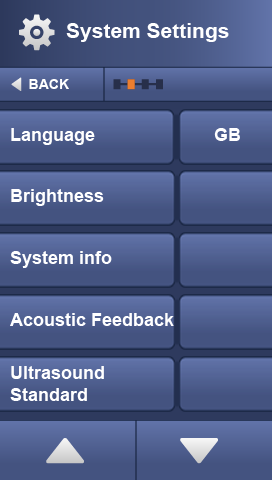 System Settings
BACK
Language GB
Brightness
System info
Acoustic Feedback
Ultrasound
Standard